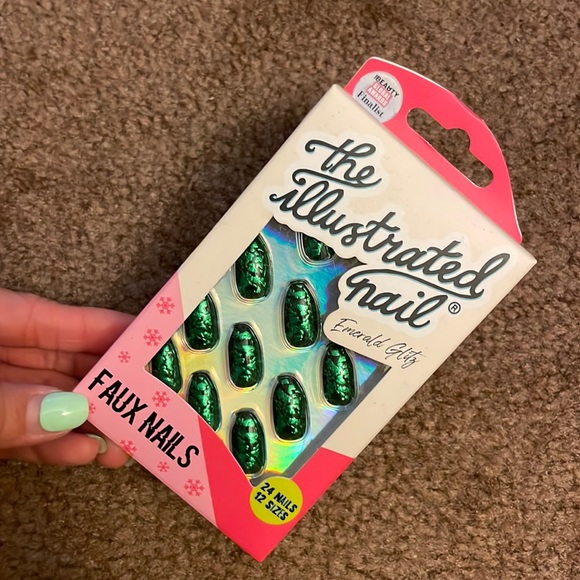 BEAUTY
Finalist
the
illustrated
nail®
Emerald Glitz
FAUX NAILS
24 NAILS
12 SIZES